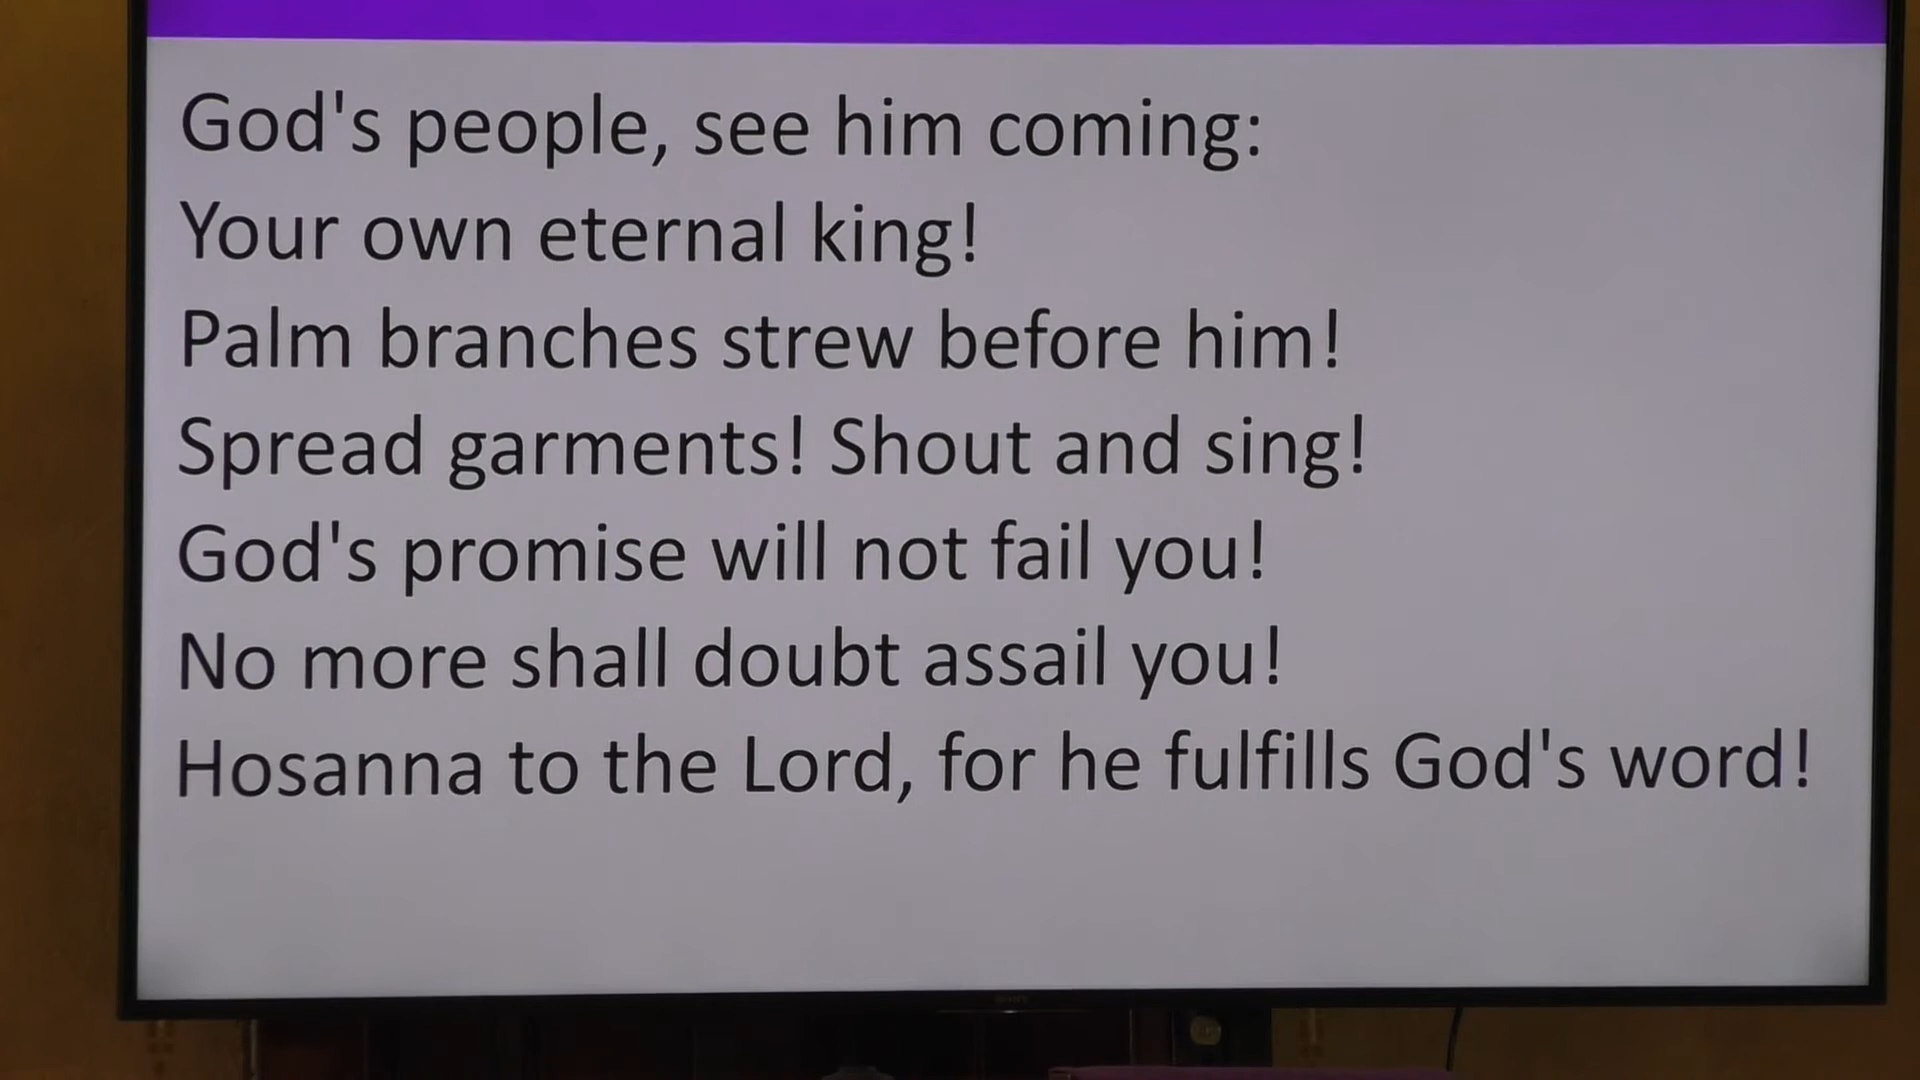 God's people, see him coming:
Your own eternal king!
Palm branches strew before him!
Spread garments! Shout and sing!
God's promise will not fail you!
No more shall doubt assail you!
Hosanna to the Lord, for he fulfills God's word!
SONY